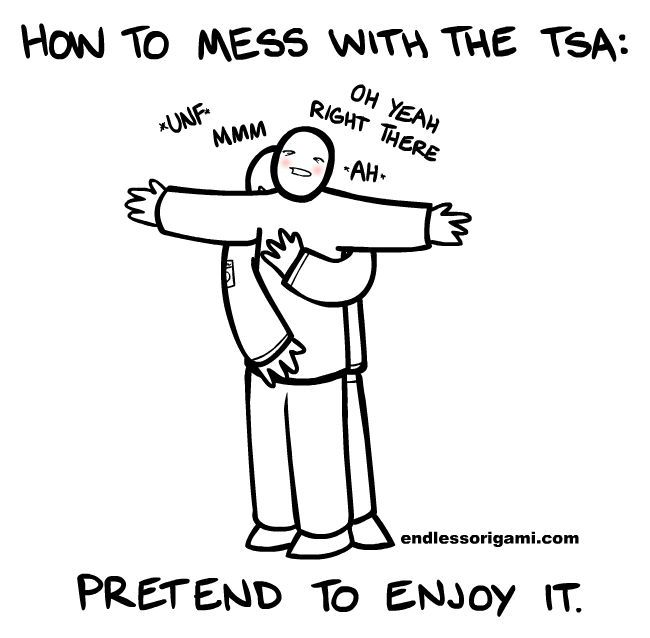 HOW TO MESS WITH THE TSA:
*UNF*
MMM
OH YEAH
RIGHT THERE
*AH*
endlessorigami.com
PRETEND TO ENJOY IT.